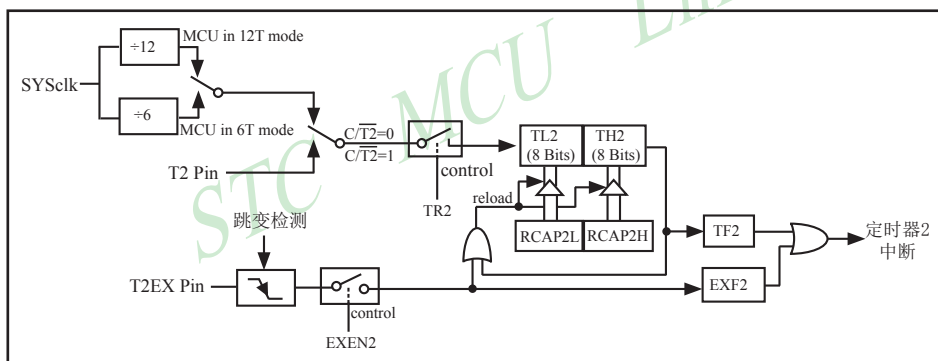 STC MCU Lim
÷12
MCU in 12T mode
SYSclk
÷6
MCU in 6T mode
C/T2=0
C/T2=1
T2 Pin
control
TR2
TL2
(8 Bits)
TH2
(8 Bits)
reload
RCAP2L
RCAP2H
跳变检测
T2EX Pin
control
EXEN2
TF2
EXF2
定时器2
中断